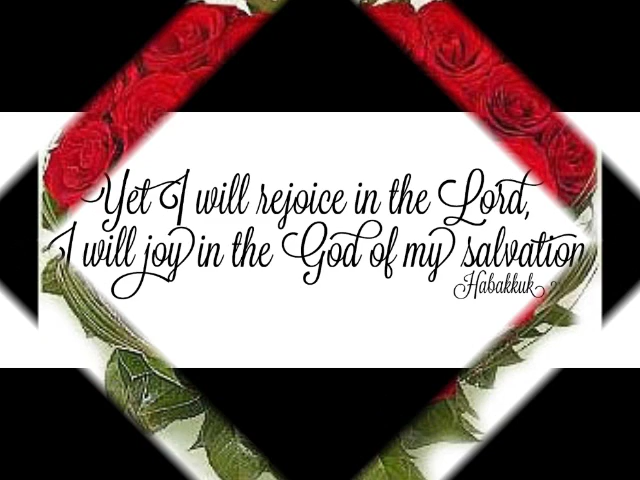 Yet I will rejoice in the Lord,
I will joy in the God of my salvation
Habakkuk